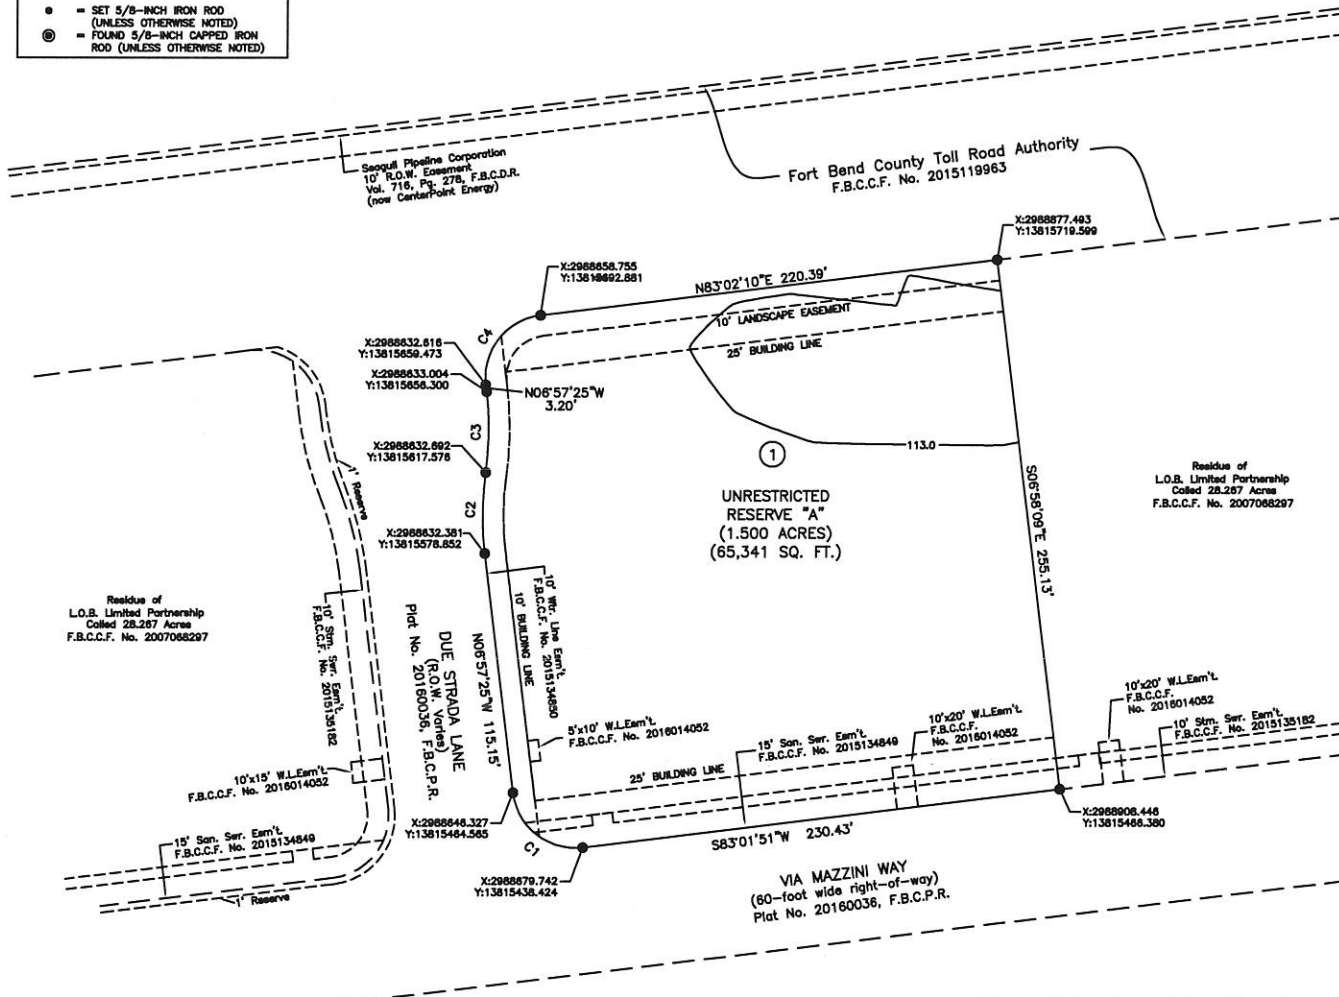 = SET 5/8-INCH IRON ROD
(UNLESS OTHERWISE NOTED)
= FOUND 5/8-INCH CAPPED IRON
ROD (UNLESS OTHERWISE NOTED)
Seagull Pipeline Corporation
10' R.O.W. Easement
Vol. 716, Pg. 278, F.B.C.D.R.
(now CenterPoint Energy)
Fort Bend County Toll Road Authority
F.B.C.C.F. No. 2015119963
X:2988877.493
Y:13815719.599
X:2988658.755
Y:13815692.881
N83°02'10"E 220.39'
10' LANDSCAPE EASEMENT
25' BUILDING LINE
C4
X:2988632.616
Y:13815659.473
X:2988633.004
Y:13815656.300
N06°57'25"W
3.20'
C3
X:2988632.692
Y:13815617.576
C2
X:2988632.381
Y:13815578.852
113.0
1
UNRESTRICTED
RESERVE "A"
(1.500 ACRES)
(65,341 SQ. FT.)
S06°58'09"E 255.13'
Residue of
L.O.B. Limited Partnership
Called 28.267 Acres
F.B.C.C.F. No. 2007068297
1' Reserve
Residue of
L.O.B. Limited Partnership
Called 28.267 Acres
F.B.C.C.F. No. 2007068297
10' Stm. Swr. Esm't.
F.B.C.C.F. No. 2015135182
DUE STRADA LANE
(R.O.W. Varies)
Plat No. 20160036, F.B.C.P.R.
N06°57'25"W 115.15'
10' Wtr. Line Esm't.
F.B.C.C.F. No. 2015134850
10' BUILDING LINE
5'x10' W.L.Esm't.
F.B.C.C.F. No. 2016014052
15' San. Swr. Esm't.
F.B.C.C.F. No. 2015134849
10'x20' W.L.Esm't.
F.B.C.C.F.
No. 2016014052
10'x20' W.L.Esm't.
F.B.C.C.F.
No. 2016014052
10' Stm. Swr. Esm't.
F.B.C.C.F. No. 2015135182
10'x15' W.L.Esm't.
F.B.C.C.F. No. 2016014052
25' BUILDING LINE
15' San. Swr. Esm't.
F.B.C.C.F. No. 2015134849
X:2988646.327
Y:13815464.565
C1
S83°01'51"W 230.43'
X:2988908.446
Y:13815466.380
X:2988679.742
Y:13815438.424
1' Reserve
VIA MAZZINI WAY
(60-foot wide right-of-way)
Plat No. 20160036, F.B.C.P.R.